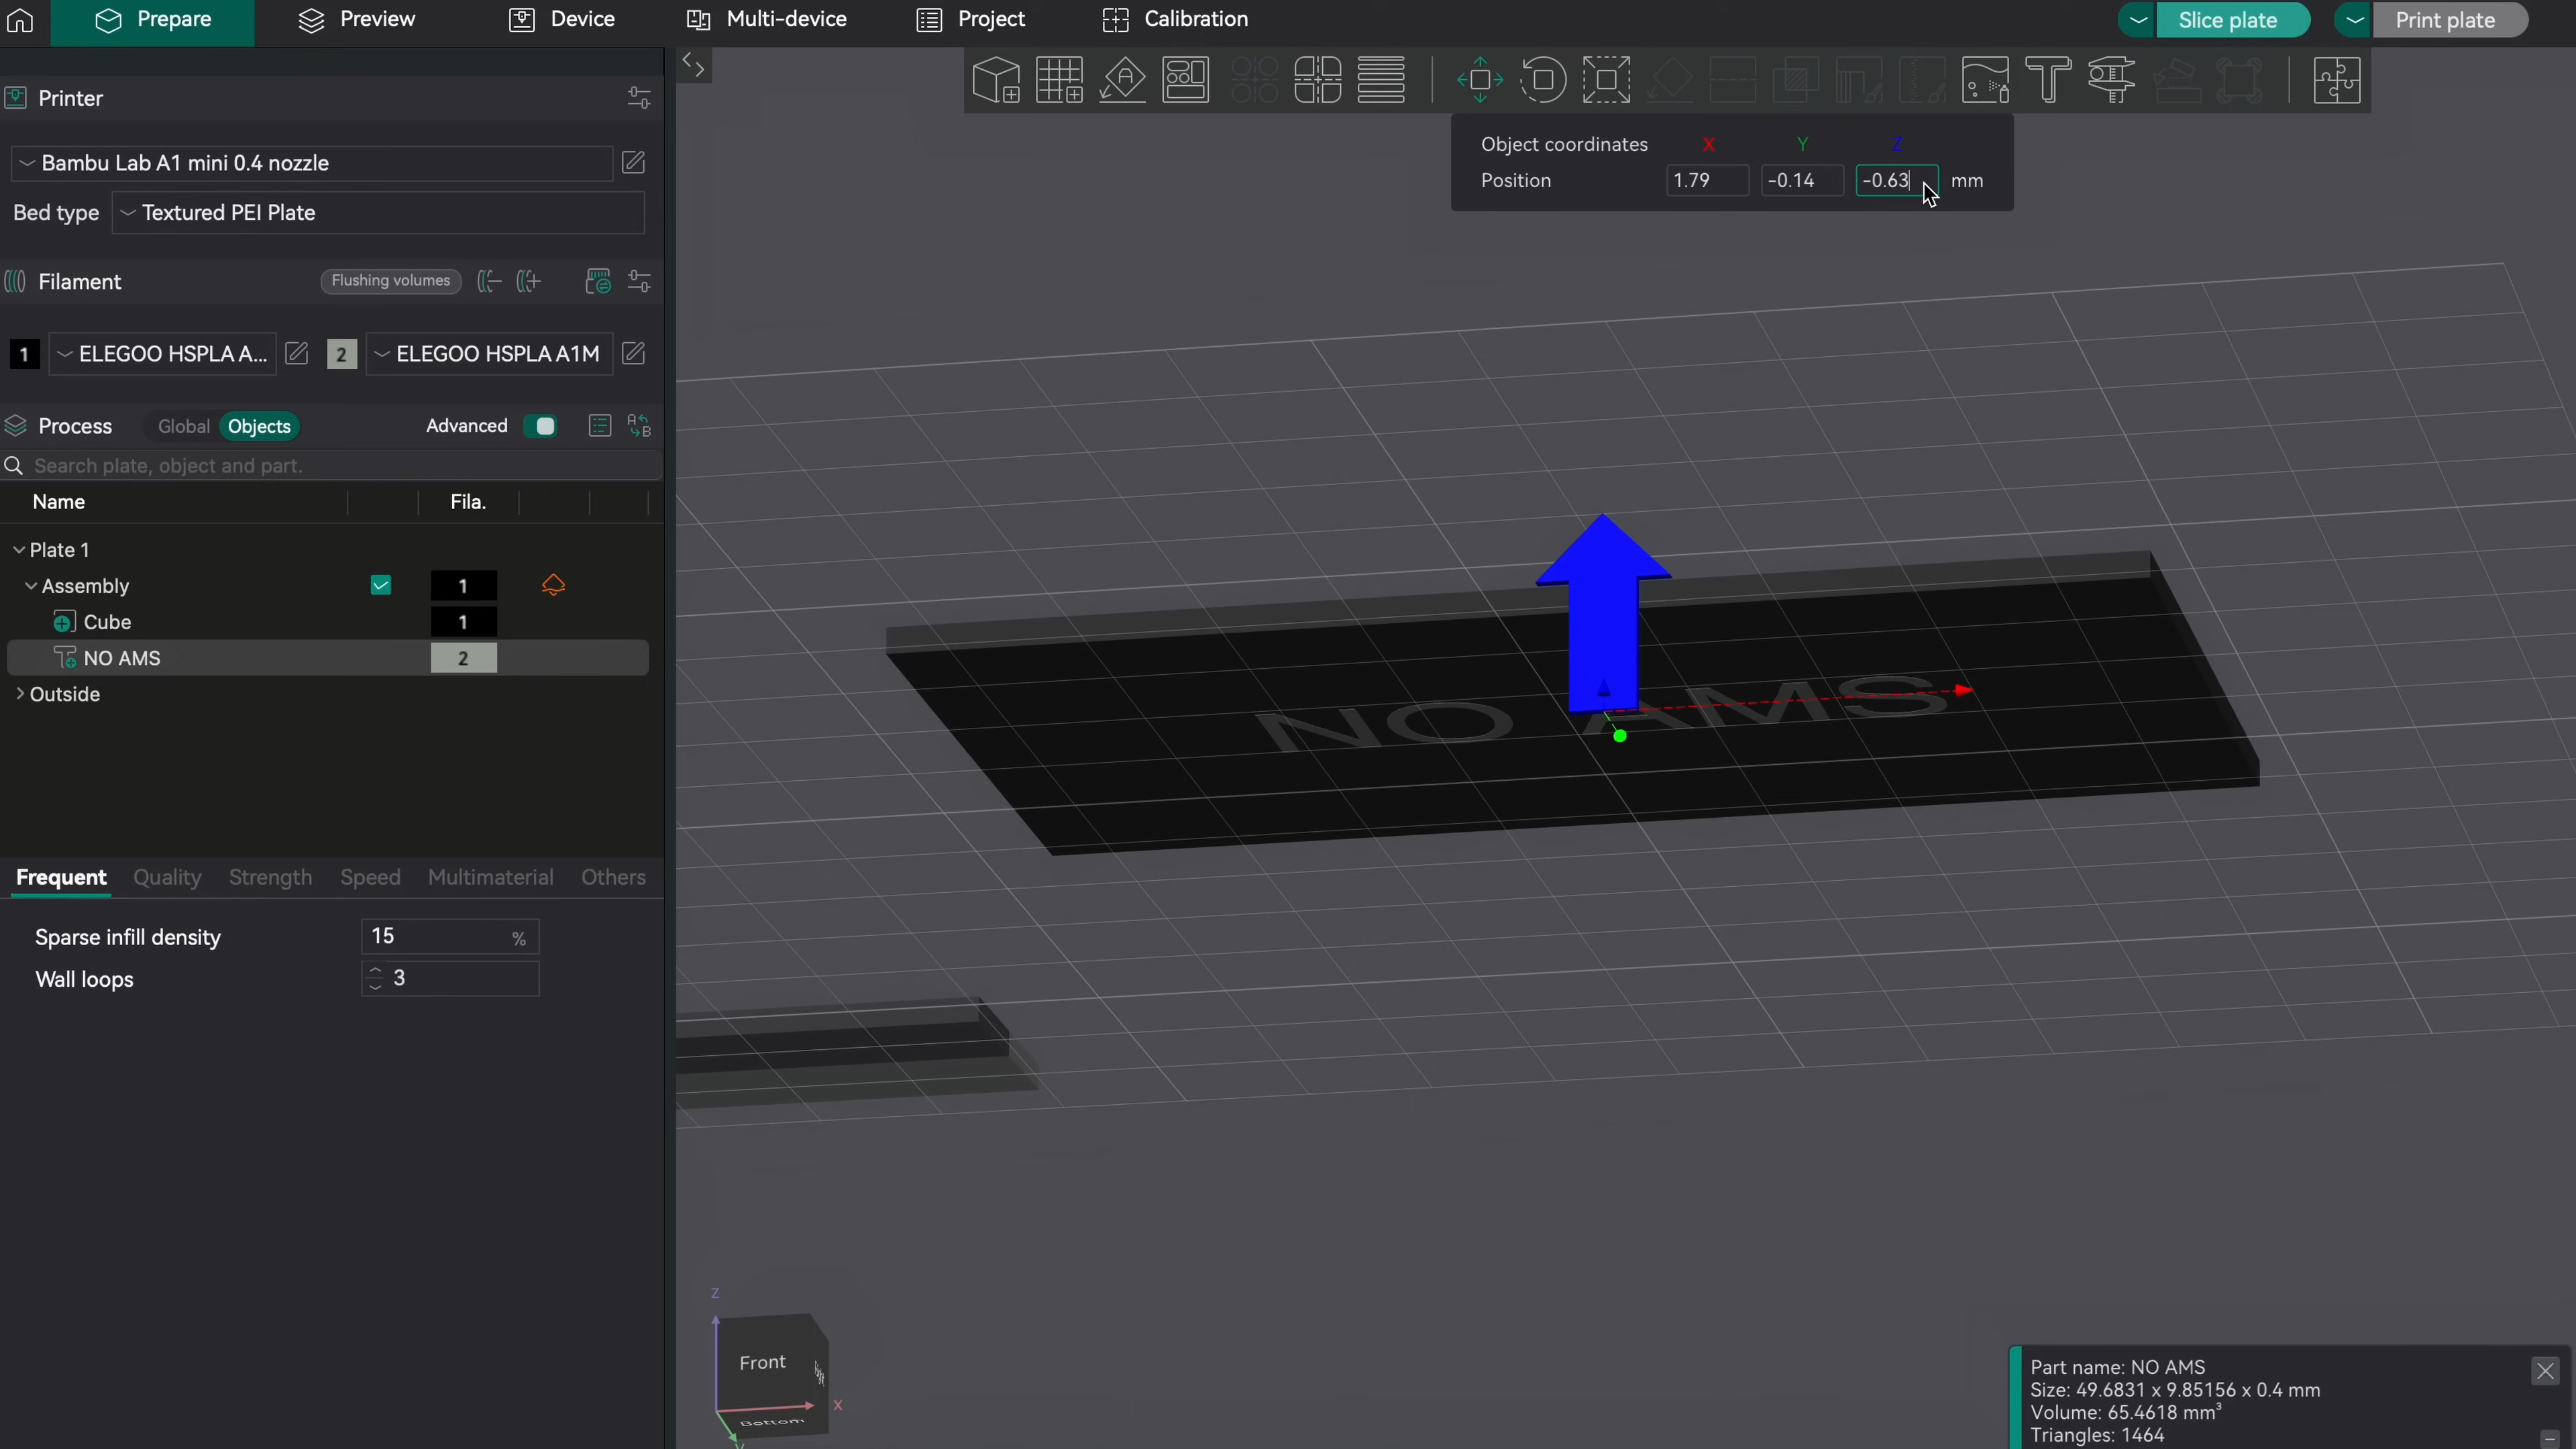 Prepare Preview Device Multi-device Project Calibration Slice plate Print plate
Printer
Bambu Lab A1 mini 0.4 nozzle
Bed type Textured PEI Plate
Filament Flushing volumes
1 ELEGOO HSPLA A... 2 ELEGOO HSPLA A1M
Process Global Objects Advanced
Search plate, object and part.
Name Fila.
Plate 1
Assembly 1
Cube 1
NO AMS 2
Outside
Frequent Quality Strength Speed Multimaterial Others
Sparse infill density 15 %
Wall loops 3
Object coordinates X Y Z
Position 1.79 -0.14 -0.63 mm
NO AMS
Z
Front
X
Bottom
Y
Part name: NO AMS
Size: 49.6831 x 9.85156 x 0.4 mm
Volume: 65.4618 mm³
Triangles: 1464